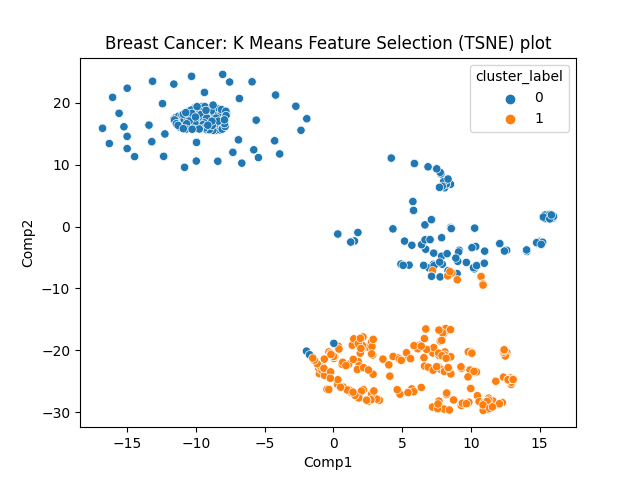 Breast Cancer: K Means Feature Selection (TSNE) plot
cluster_label
0
1
20
10
0
−10
−20
−30
Comp2
−15 −10 −5 0 5 10 15
Comp1